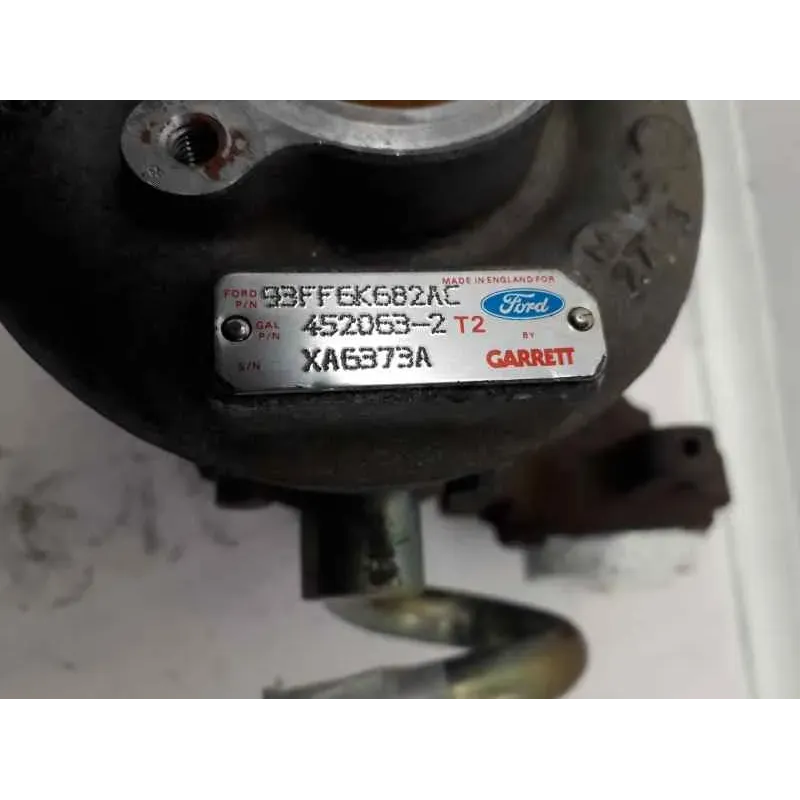 MADE IN ENGLAND FOR
FORD P/N 93FF6K682AC
Ford
GAL P/N 452063-2 T2
BY
S/N XA6373A
GARRETT